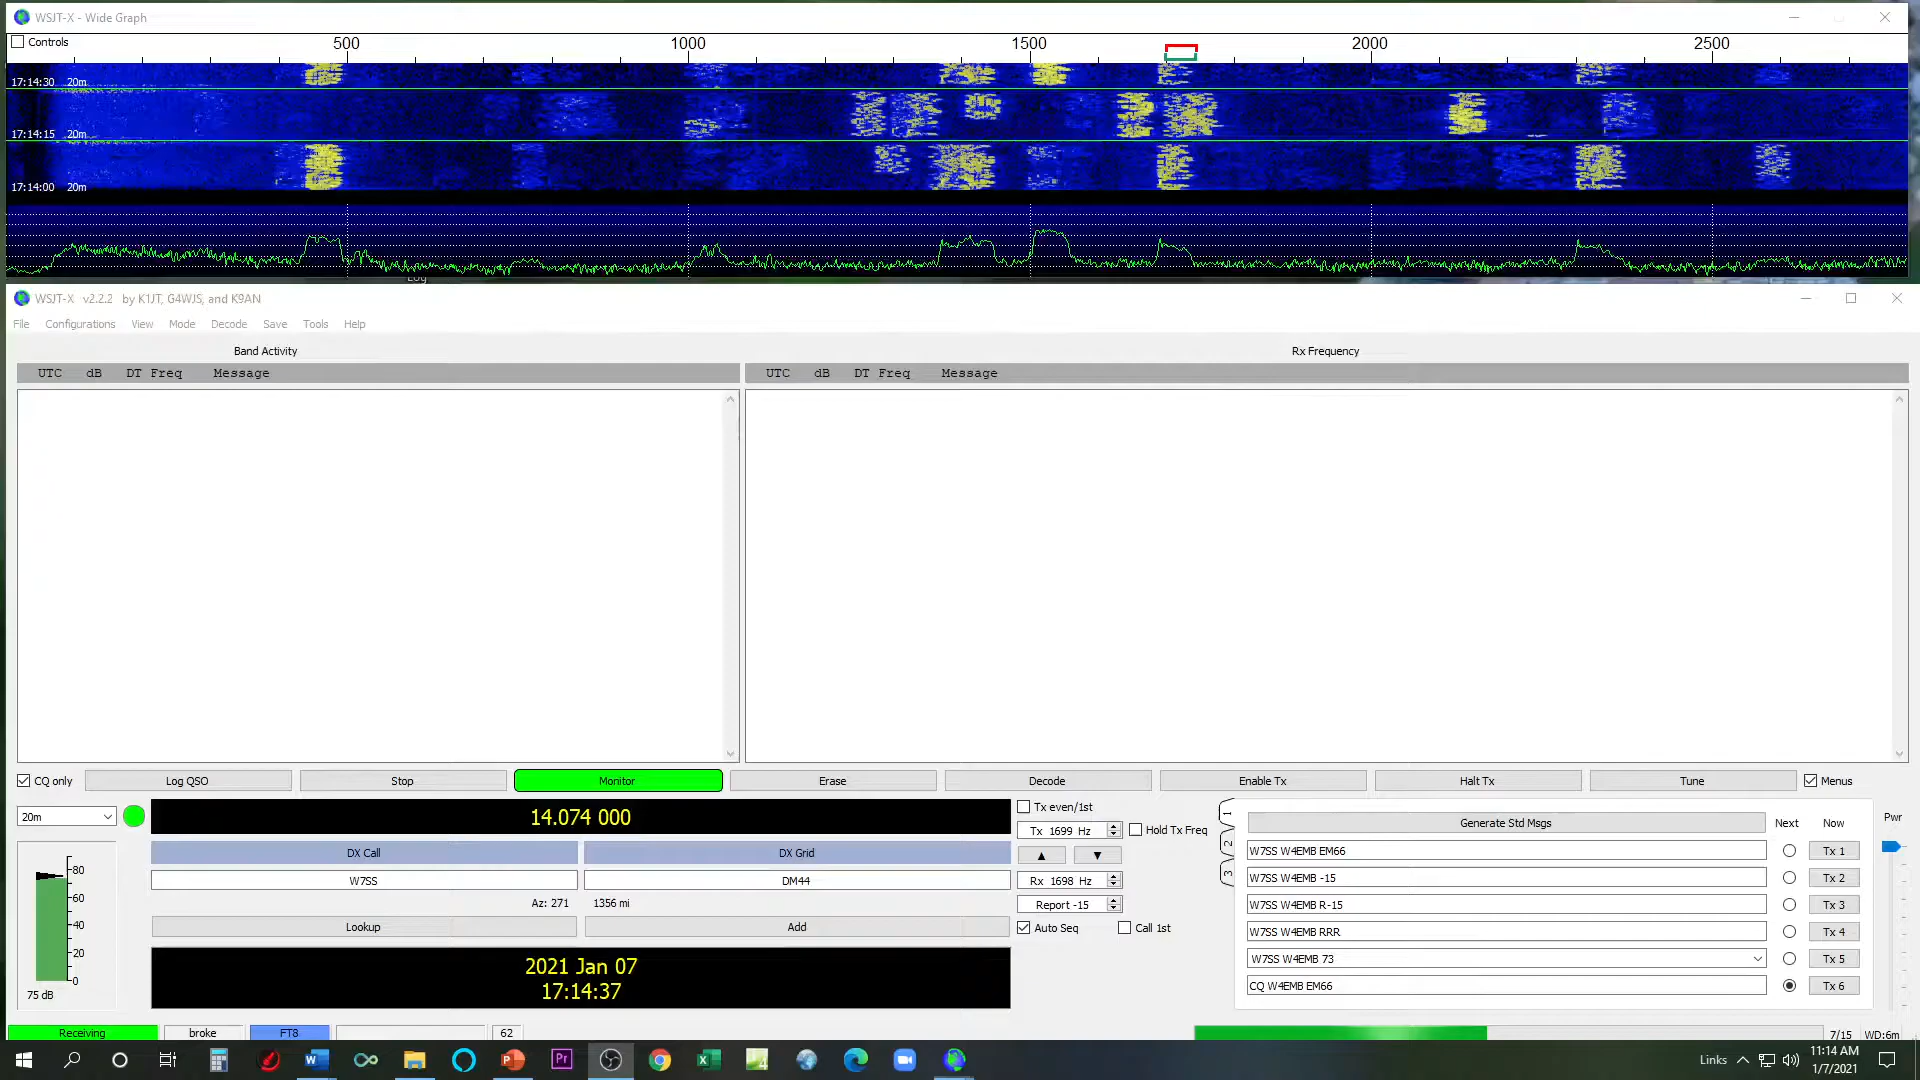 WSJT-X - Wide Graph
Controls 500 1000 1500 2000 2500
17:14:30 20m
17:14:15 20m
17:14:00 20m
WSJT-X v2.2.2 by K1JT, G4WJS, and K9AN
File Configurations View Mode Decode Save Tools Help
Band Activity Rx Frequency
UTC dB DT Freq Message UTC dB DT Freq Message
CQ only Log QSO Stop Monitor Erase Decode Enable Tx Halt Tx Tune Menus
20m 14.074 000 Tx even/1st
Tx 1699 Hz Hold Tx Freq
1 2 3
Generate Std Msgs Next Now Pwr
DX Call DX Grid
W7SS DM44 Rx 1698 Hz
Az: 271 1356 mi Report -15
Lookup Add Auto Seq Call 1st
W7SS W4EMB EM66 Tx 1
W7SS W4EMB -15 Tx 2
W7SS W4EMB R-15 Tx 3
W7SS W4EMB RRR Tx 4
W7SS W4EMB 73 Tx 5
CQ W4EMB EM66 Tx 6
80
60
40
20
0
75 dB
2021 Jan 07
17:14:37
Receiving broke FT8 62 7/15 WD:6m
Links 11:14 AM
1/7/2021